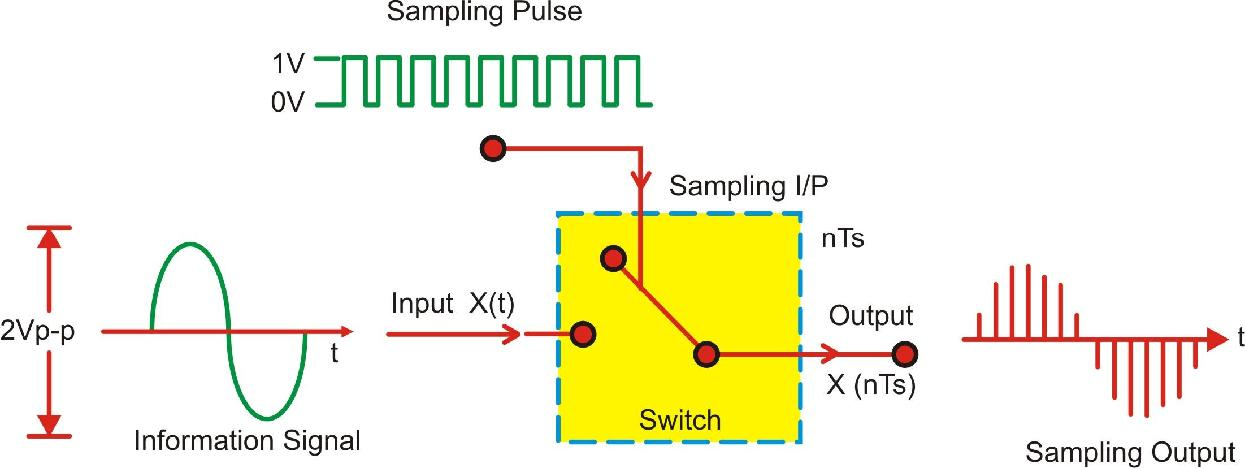 Sampling Pulse
1V
0V
Sampling I/P
nTs
2Vp-p
t
Information Signal
Input X(t)
Switch
Output
X (nTs)
t
Sampling Output